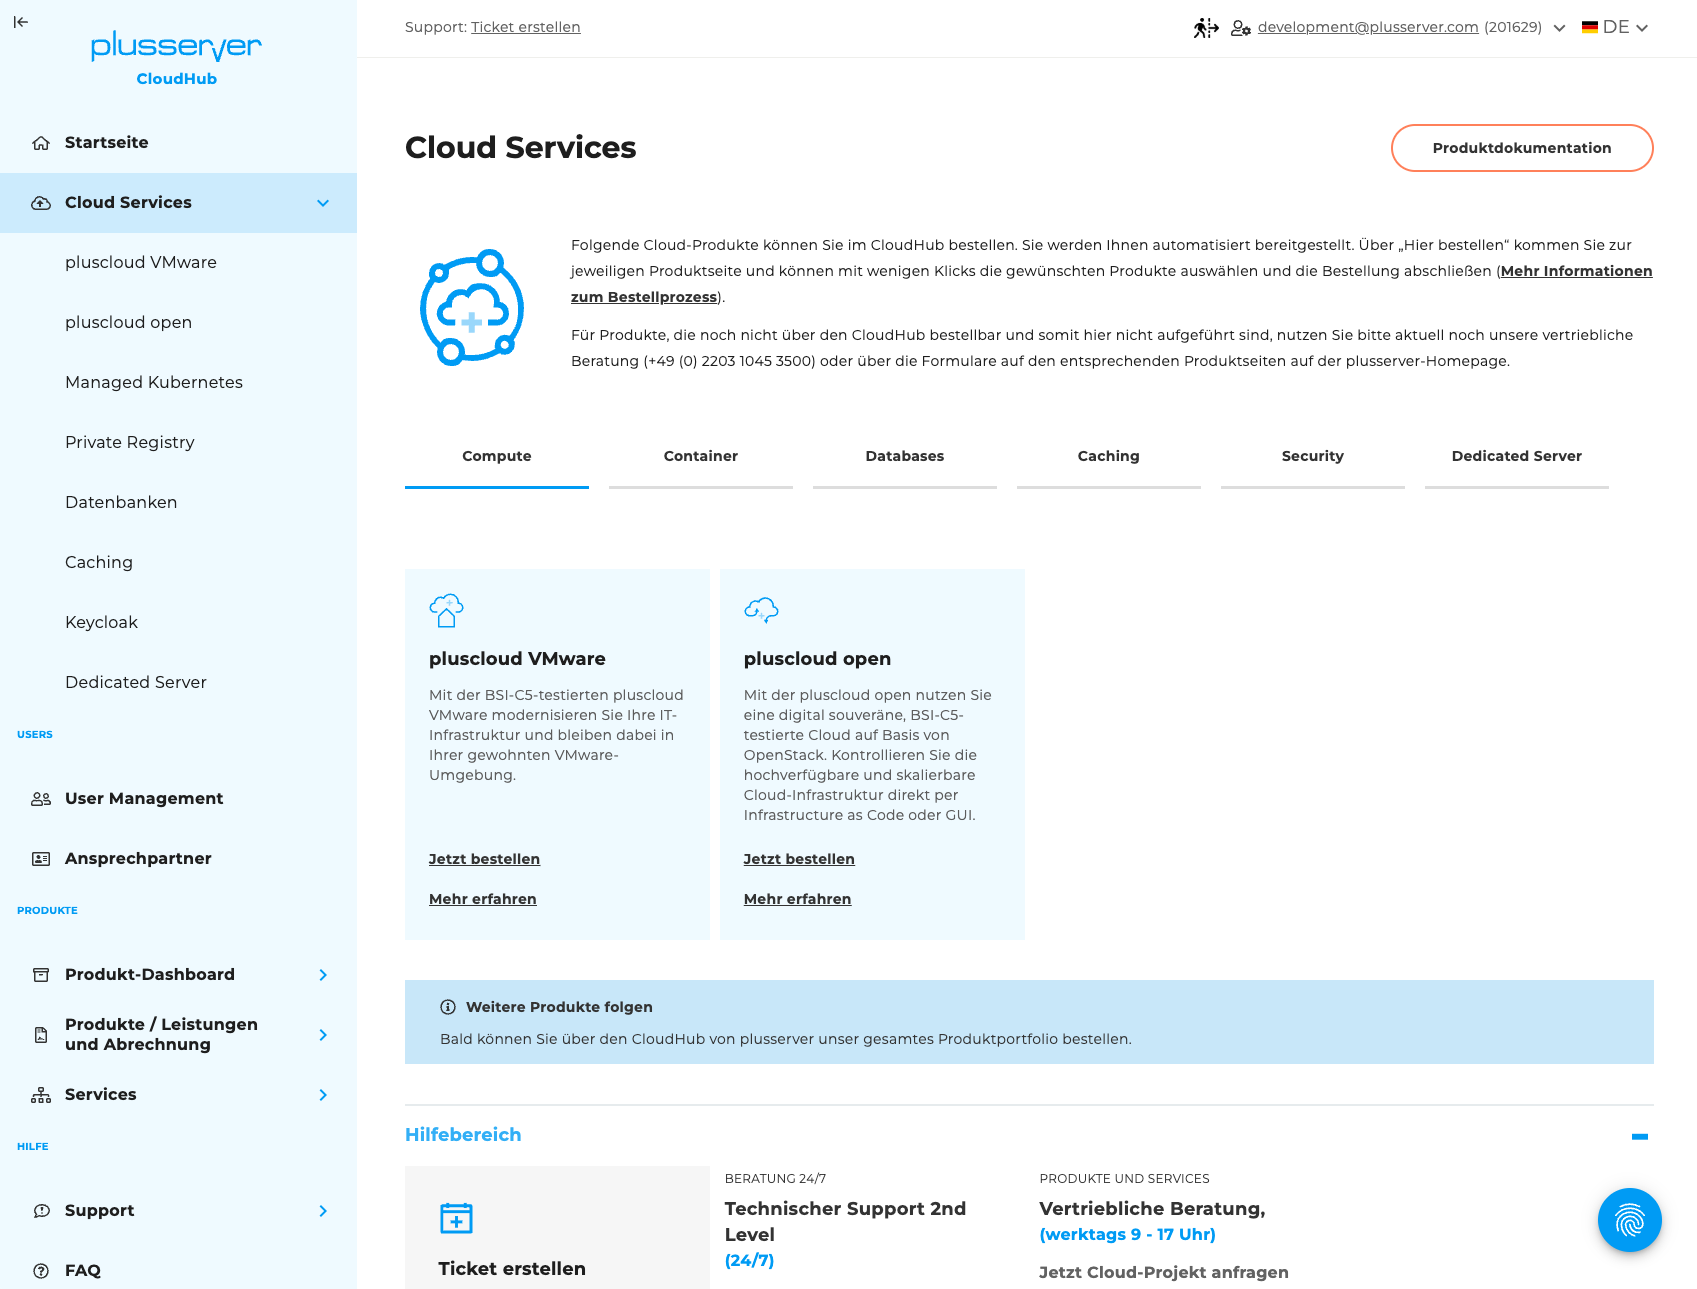 plusserver
CloudHub
Startseite
Cloud Services
pluscloud VMware
pluscloud open
Managed Kubernetes
Private Registry
Datenbanken
Caching
Keycloak
Dedicated Server
USERS
User Management
Ansprechpartner
PRODUKTE
Produkt-Dashboard
Produkte / Leistungen
und Abrechnung
Services
HILFE
Support
FAQ
Support: Ticket erstellen
development@plusserver.com (201629)
DE
Cloud Services
Produktdokumentation
Folgende Cloud-Produkte können Sie im CloudHub bestellen. Sie werden Ihnen automatisiert bereitgestellt. Über „Hier bestellen“ kommen Sie zur
jeweiligen Produktseite und können mit wenigen Klicks die gewünschten Produkte auswählen und die Bestellung abschließen (Mehr Informationen
zum Bestellprozess).
Für Produkte, die noch nicht über den CloudHub bestellbar und somit hier nicht aufgeführt sind, nutzen Sie bitte aktuell noch unsere vertriebliche
Beratung (+49 (0) 2203 1045 3500) oder über die Formulare auf den entsprechenden Produktseiten auf der plusserver-Homepage.
Compute
Container
Databases
Caching
Security
Dedicated Server
pluscloud VMware
Mit der BSI-C5-testierten pluscloud
VMware modernisieren Sie Ihre IT-
Infrastruktur und bleiben dabei in
Ihrer gewohnten VMware-
Umgebung.
Jetzt bestellen
Mehr erfahren
pluscloud open
Mit der pluscloud open nutzen Sie
eine digital souveräne, BSI-C5-
testierte Cloud auf Basis von
OpenStack. Kontrollieren Sie die
hochverfügbare und skalierbare
Cloud-Infrastruktur direkt per
Infrastructure as Code oder GUI.
Jetzt bestellen
Mehr erfahren
Weitere Produkte folgen
Bald können Sie über den CloudHub von plusserver unser gesamtes Produktportfolio bestellen.
Hilfebereich
Ticket erstellen
BERATUNG 24/7
Technischer Support 2nd
Level
(24/7)
PRODUKTE UND SERVICES
Vertriebliche Beratung,
(werktags 9 - 17 Uhr)
Jetzt Cloud-Projekt anfragen